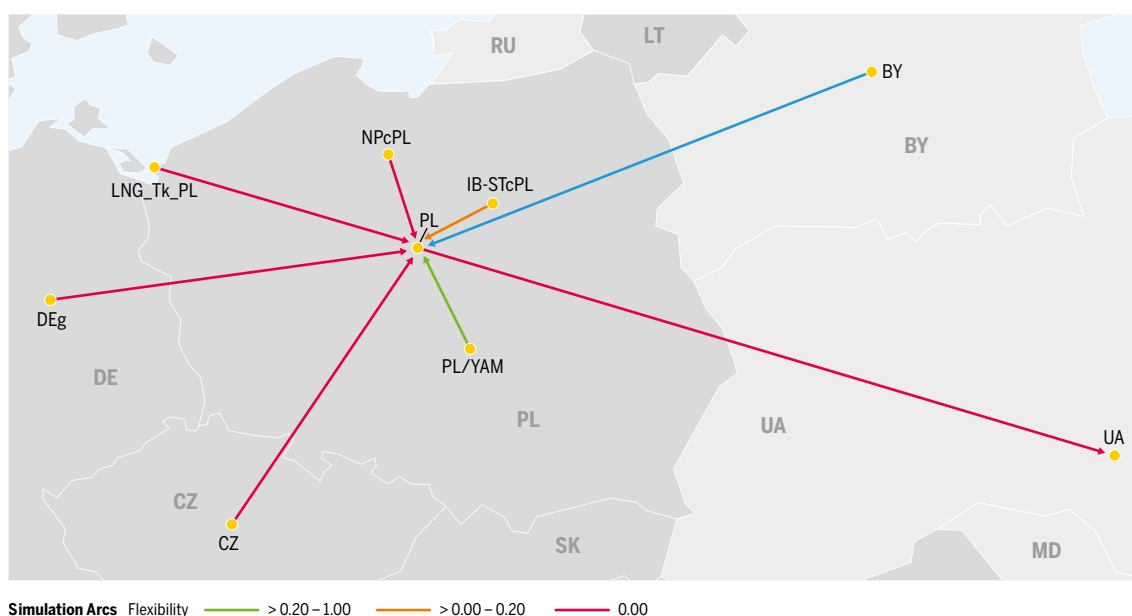 RU
LT
BY
BY
NPcPL
LNG_Tk_PL
IB-STcPL
PL
DEg
PL/YAM
DE
PL
UA
UA
CZ
CZ
SK
MD
Simulation Arcs Flexibility > 0.20 – 1.00 > 0.00 – 0.20 0.00